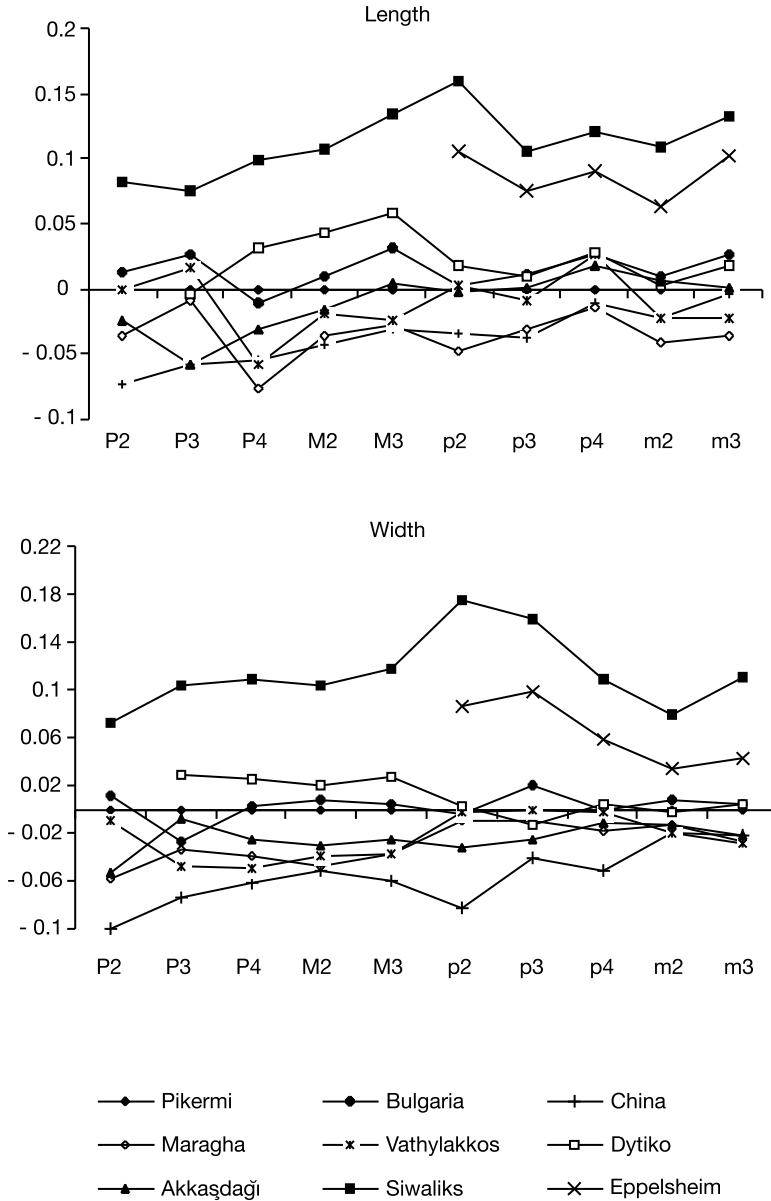 Length
0.2
0.15
0.1
0.05
0
- 0.05
- 0.1
P2 P3 P4 M2 M3 p2 p3 p4 m2 m3
Width
0.22
0.18
0.14
0.1
0.06
0.02
- 0.02
- 0.06
- 0.1
P2 P3 P4 M2 M3 p2 p3 p4 m2 m3
Pikermi Bulgaria China
Maragha Vathylakkos Dytiko
Akkaşdağı Siwaliks Eppelsheim